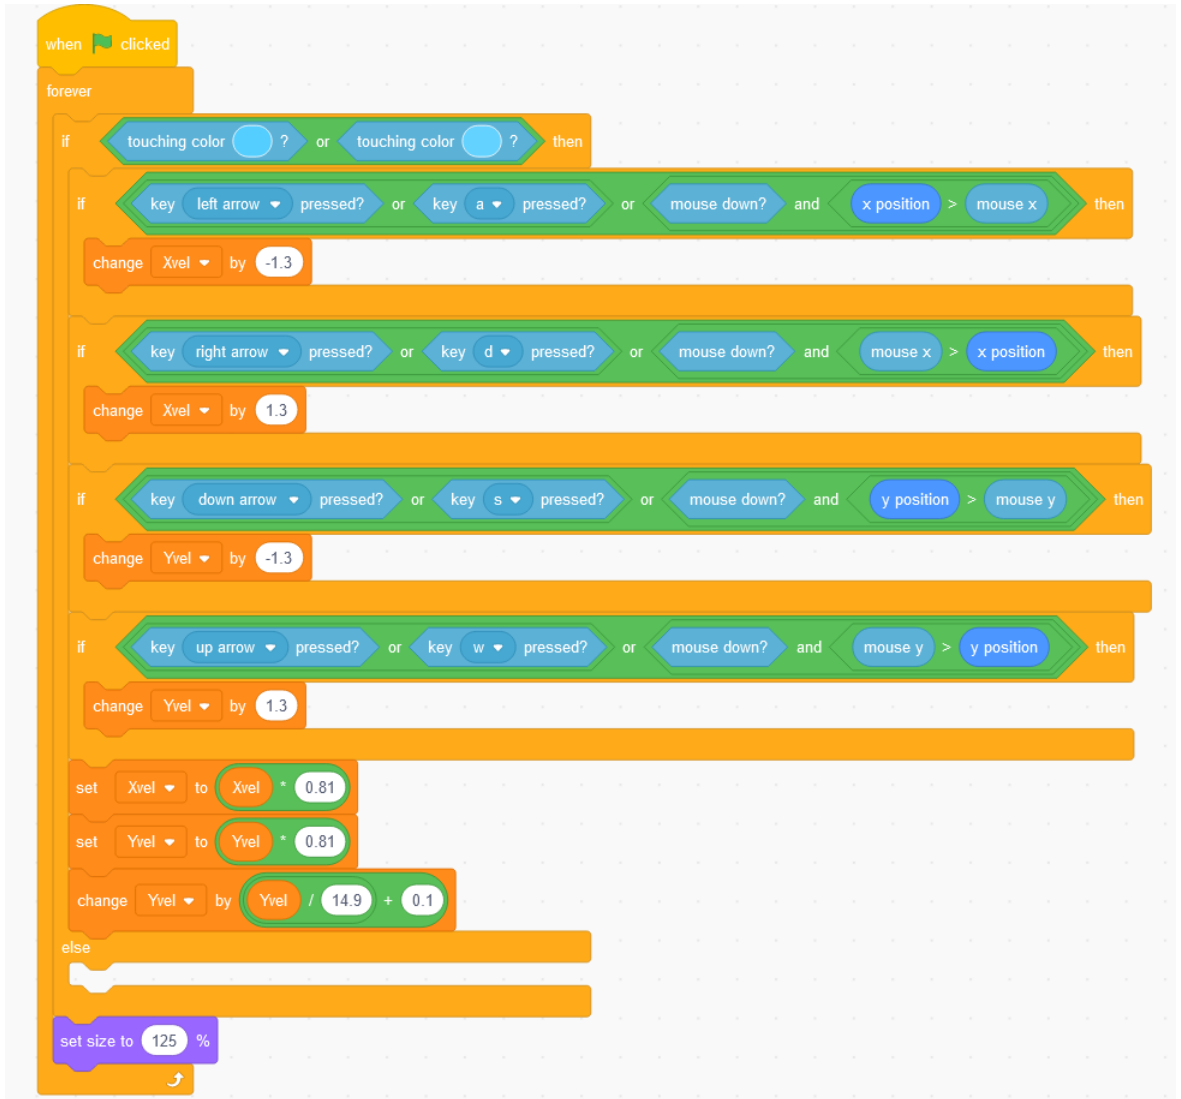 when clicked
forever
if touching color ? or touching color ? then
if key left arrow pressed? or key a pressed? or mouse down? and x position > mouse x then
change Xvel by -1.3
if key right arrow pressed? or key d pressed? or mouse down? and mouse x > x position then
change Xvel by 1.3
if key down arrow pressed? or key s pressed? or mouse down? and y position > mouse y then
change Yvel by -1.3
if key up arrow pressed? or key w pressed? or mouse down? and mouse y > y position then
change Yvel by 1.3
set Xvel to Xvel * 0.81
set Yvel to Yvel * 0.81
change Yvel by Yvel / 14.9 + 0.1
else
set size to 125 %